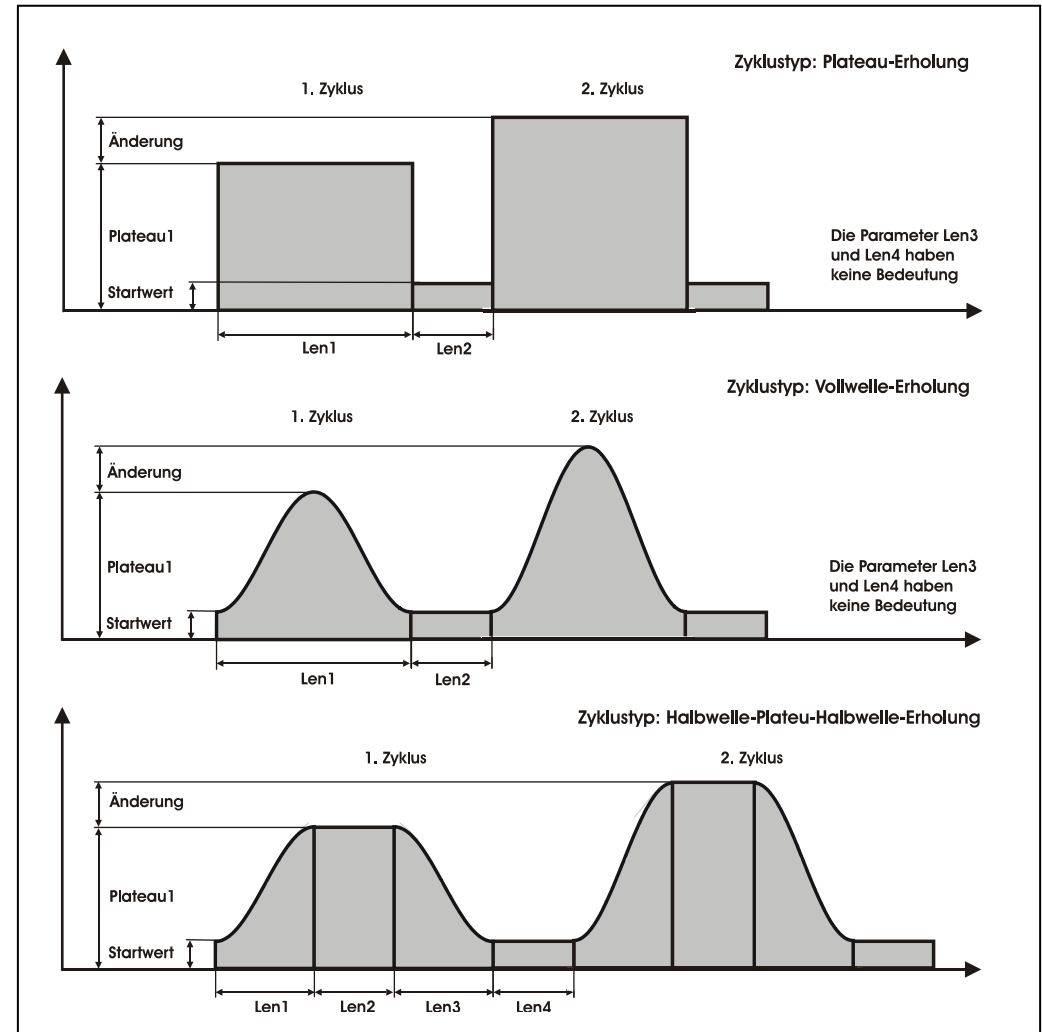 Zyklustyp: Plateau-Erholung
1. Zyklus
2. Zyklus
Änderung
Plateau1
Startwert
Die Parameter Len3
und Len4 haben
keine Bedeutung
Len1
Len2
Zyklustyp: Vollwelle-Erholung
1. Zyklus
2. Zyklus
Änderung
Plateau1
Startwert
Die Parameter Len3
und Len4 haben
keine Bedeutung
Len1
Len2
Zyklustyp: Halbwelle-Plateu-Halbwelle-Erholung
1. Zyklus
2. Zyklus
Änderung
Plateau1
Startwert
Len1
Len2
Len3
Len4